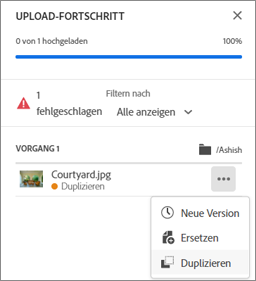 UPLOAD-FORTSCHRITT
0 von 1 hochgeladen 100%
1 fehlgeschlagen
Filtern nach
Alle anzeigen
VORGANG 1 /Ashish
Courtyard.jpg
Duplizieren
Neue Version
Ersetzen
Duplizieren